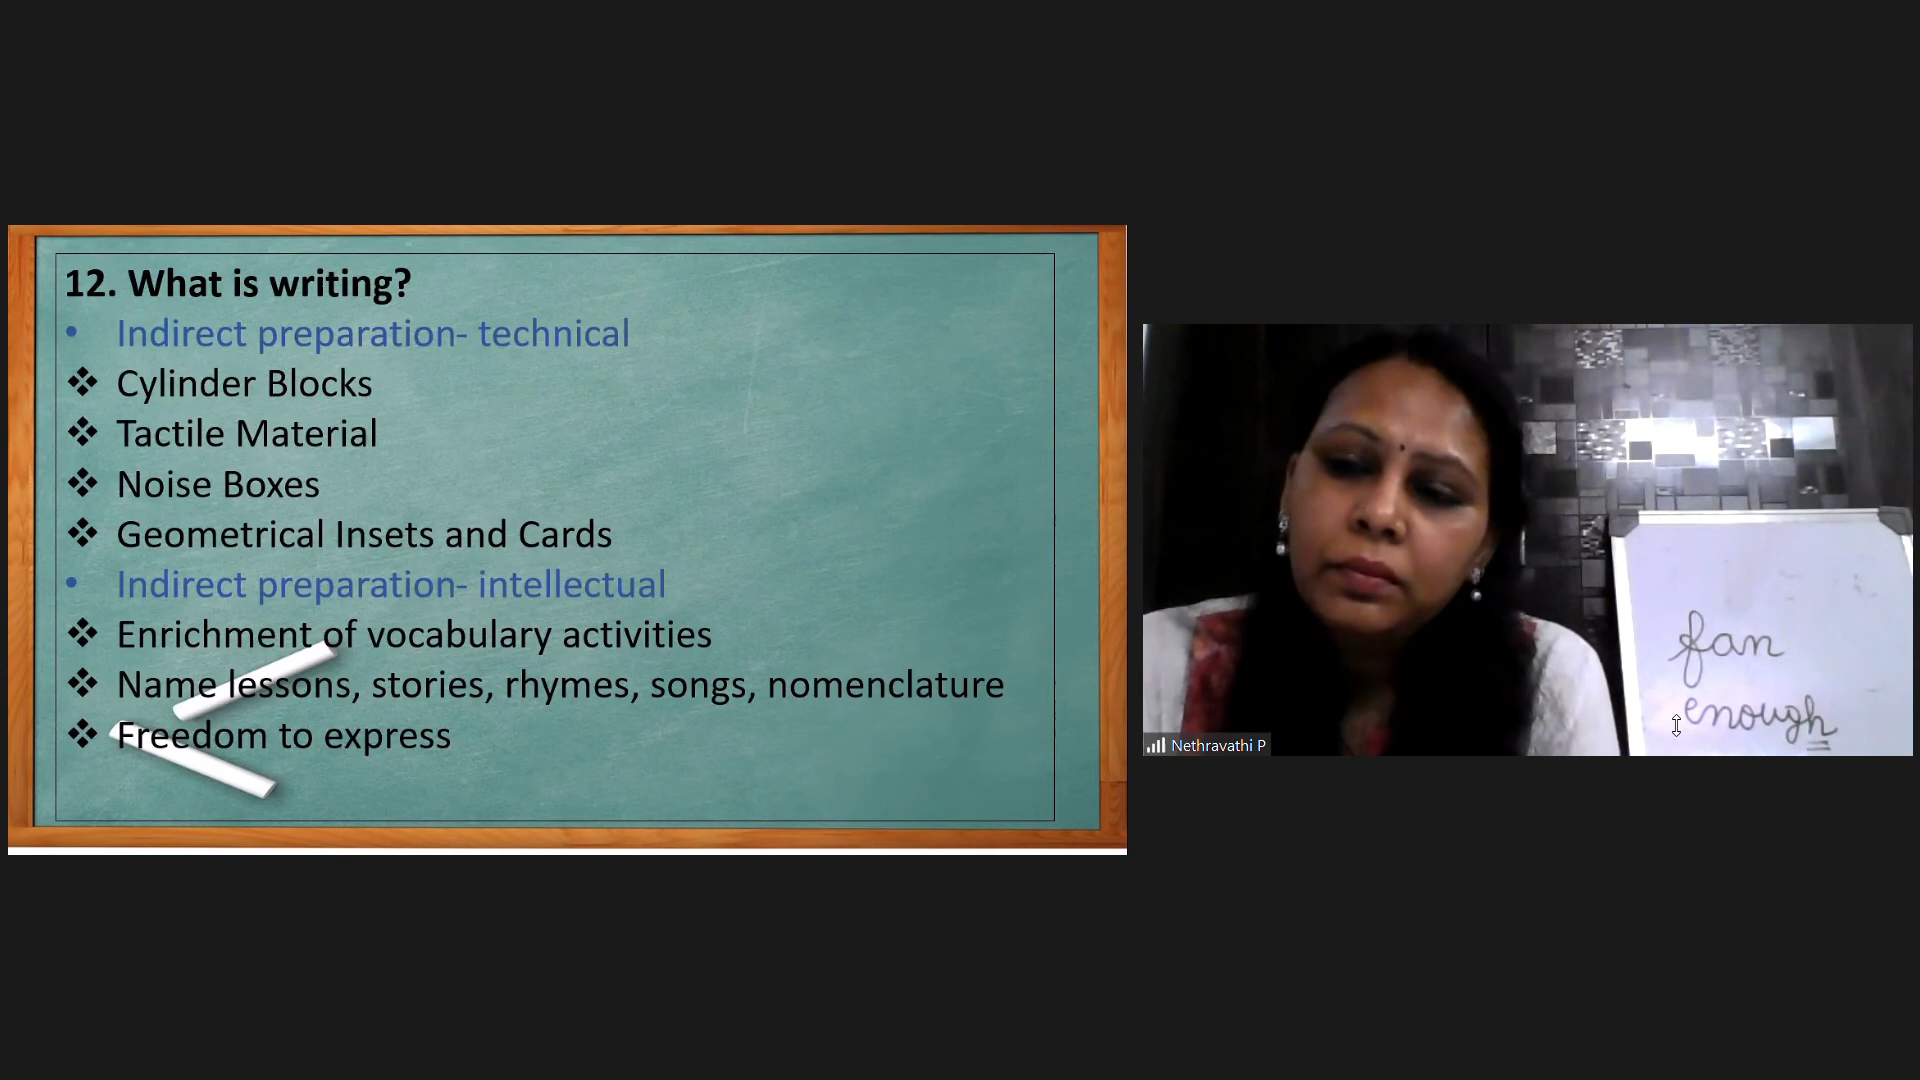 12. What is writing?
• Indirect preparation- technical
❖ Cylinder Blocks
❖ Tactile Material
❖ Noise Boxes
❖ Geometrical Insets and Cards
• Indirect preparation- intellectual
❖ Enrichment of vocabulary activities
❖ Name lessons, stories, rhymes, songs, nomenclature
❖ Freedom to express
fan
enough
Nethravathi P